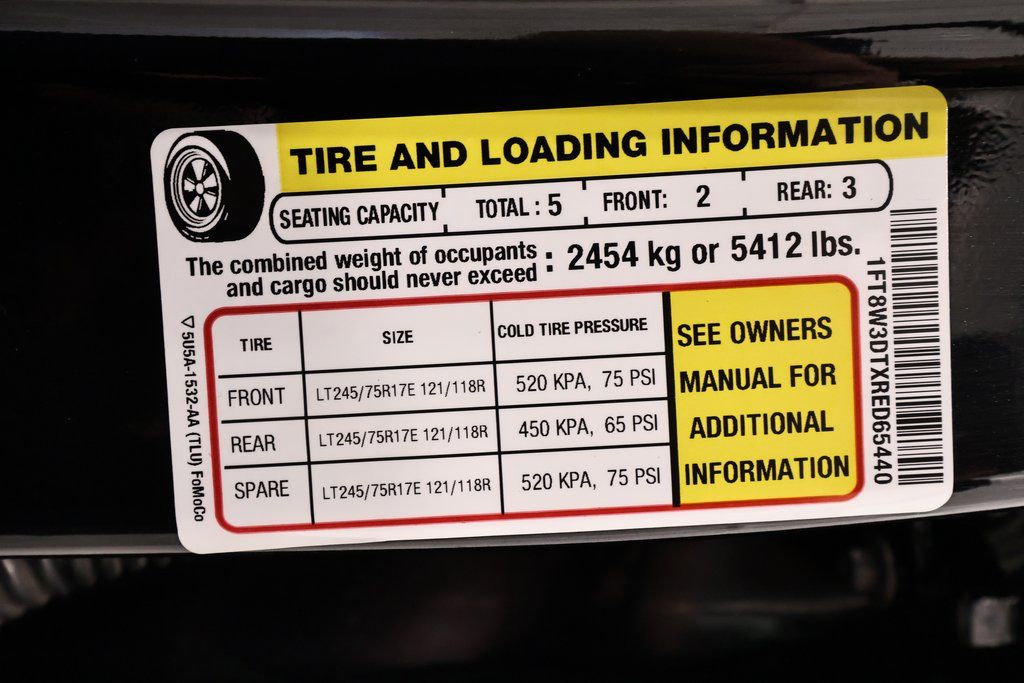 TIRE AND LOADING INFORMATION
SEATING CAPACITY TOTAL : 5 FRONT: 2 REAR: 3
The combined weight of occupants
and cargo should never exceed : 2454 kg or 5412 lbs.
TIRE SIZE COLD TIRE PRESSURE
FRONT LT245/75R17E 121/118R 520 KPA, 75 PSI
REAR LT245/75R17E 121/118R 450 KPA, 65 PSI
SPARE LT245/75R17E 121/118R 520 KPA, 75 PSI
SEE OWNERS
MANUAL FOR
ADDITIONAL
INFORMATION
5U5A-1532-AA (TLU) FoMoCo
1FT8W3DTXRED65440